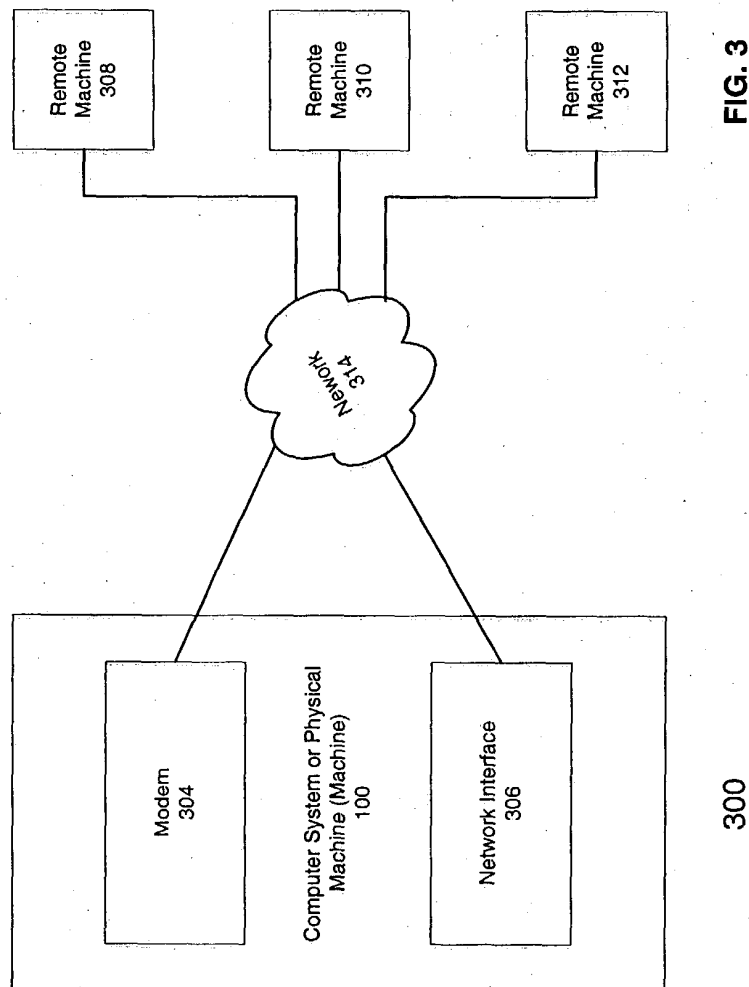 Remote
Machine
308
Remote
Machine
310
Remote
Machine
312
Nework
314
Modem
304
Computer System or Physical
Machine (Machine)
100
Network Interface
306
300
FIG. 3